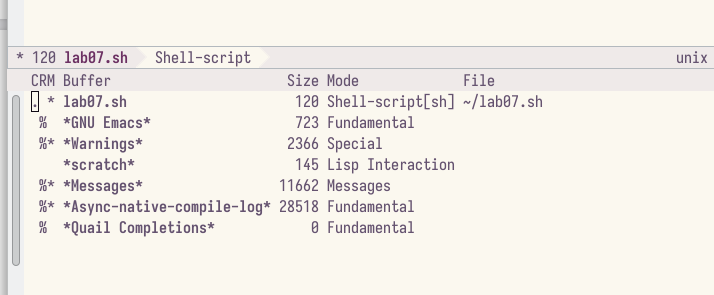 * 120 lab07.sh Shell-script unix
CRM Buffer Size Mode File
. * lab07.sh 120 Shell-script[sh] ~/lab07.sh
% *GNU Emacs* 723 Fundamental
%* *Warnings* 2366 Special
*scratch* 145 Lisp Interaction
%* *Messages* 11662 Messages
%* *Async-native-compile-log* 28518 Fundamental
% *Quail Completions* 0 Fundamental